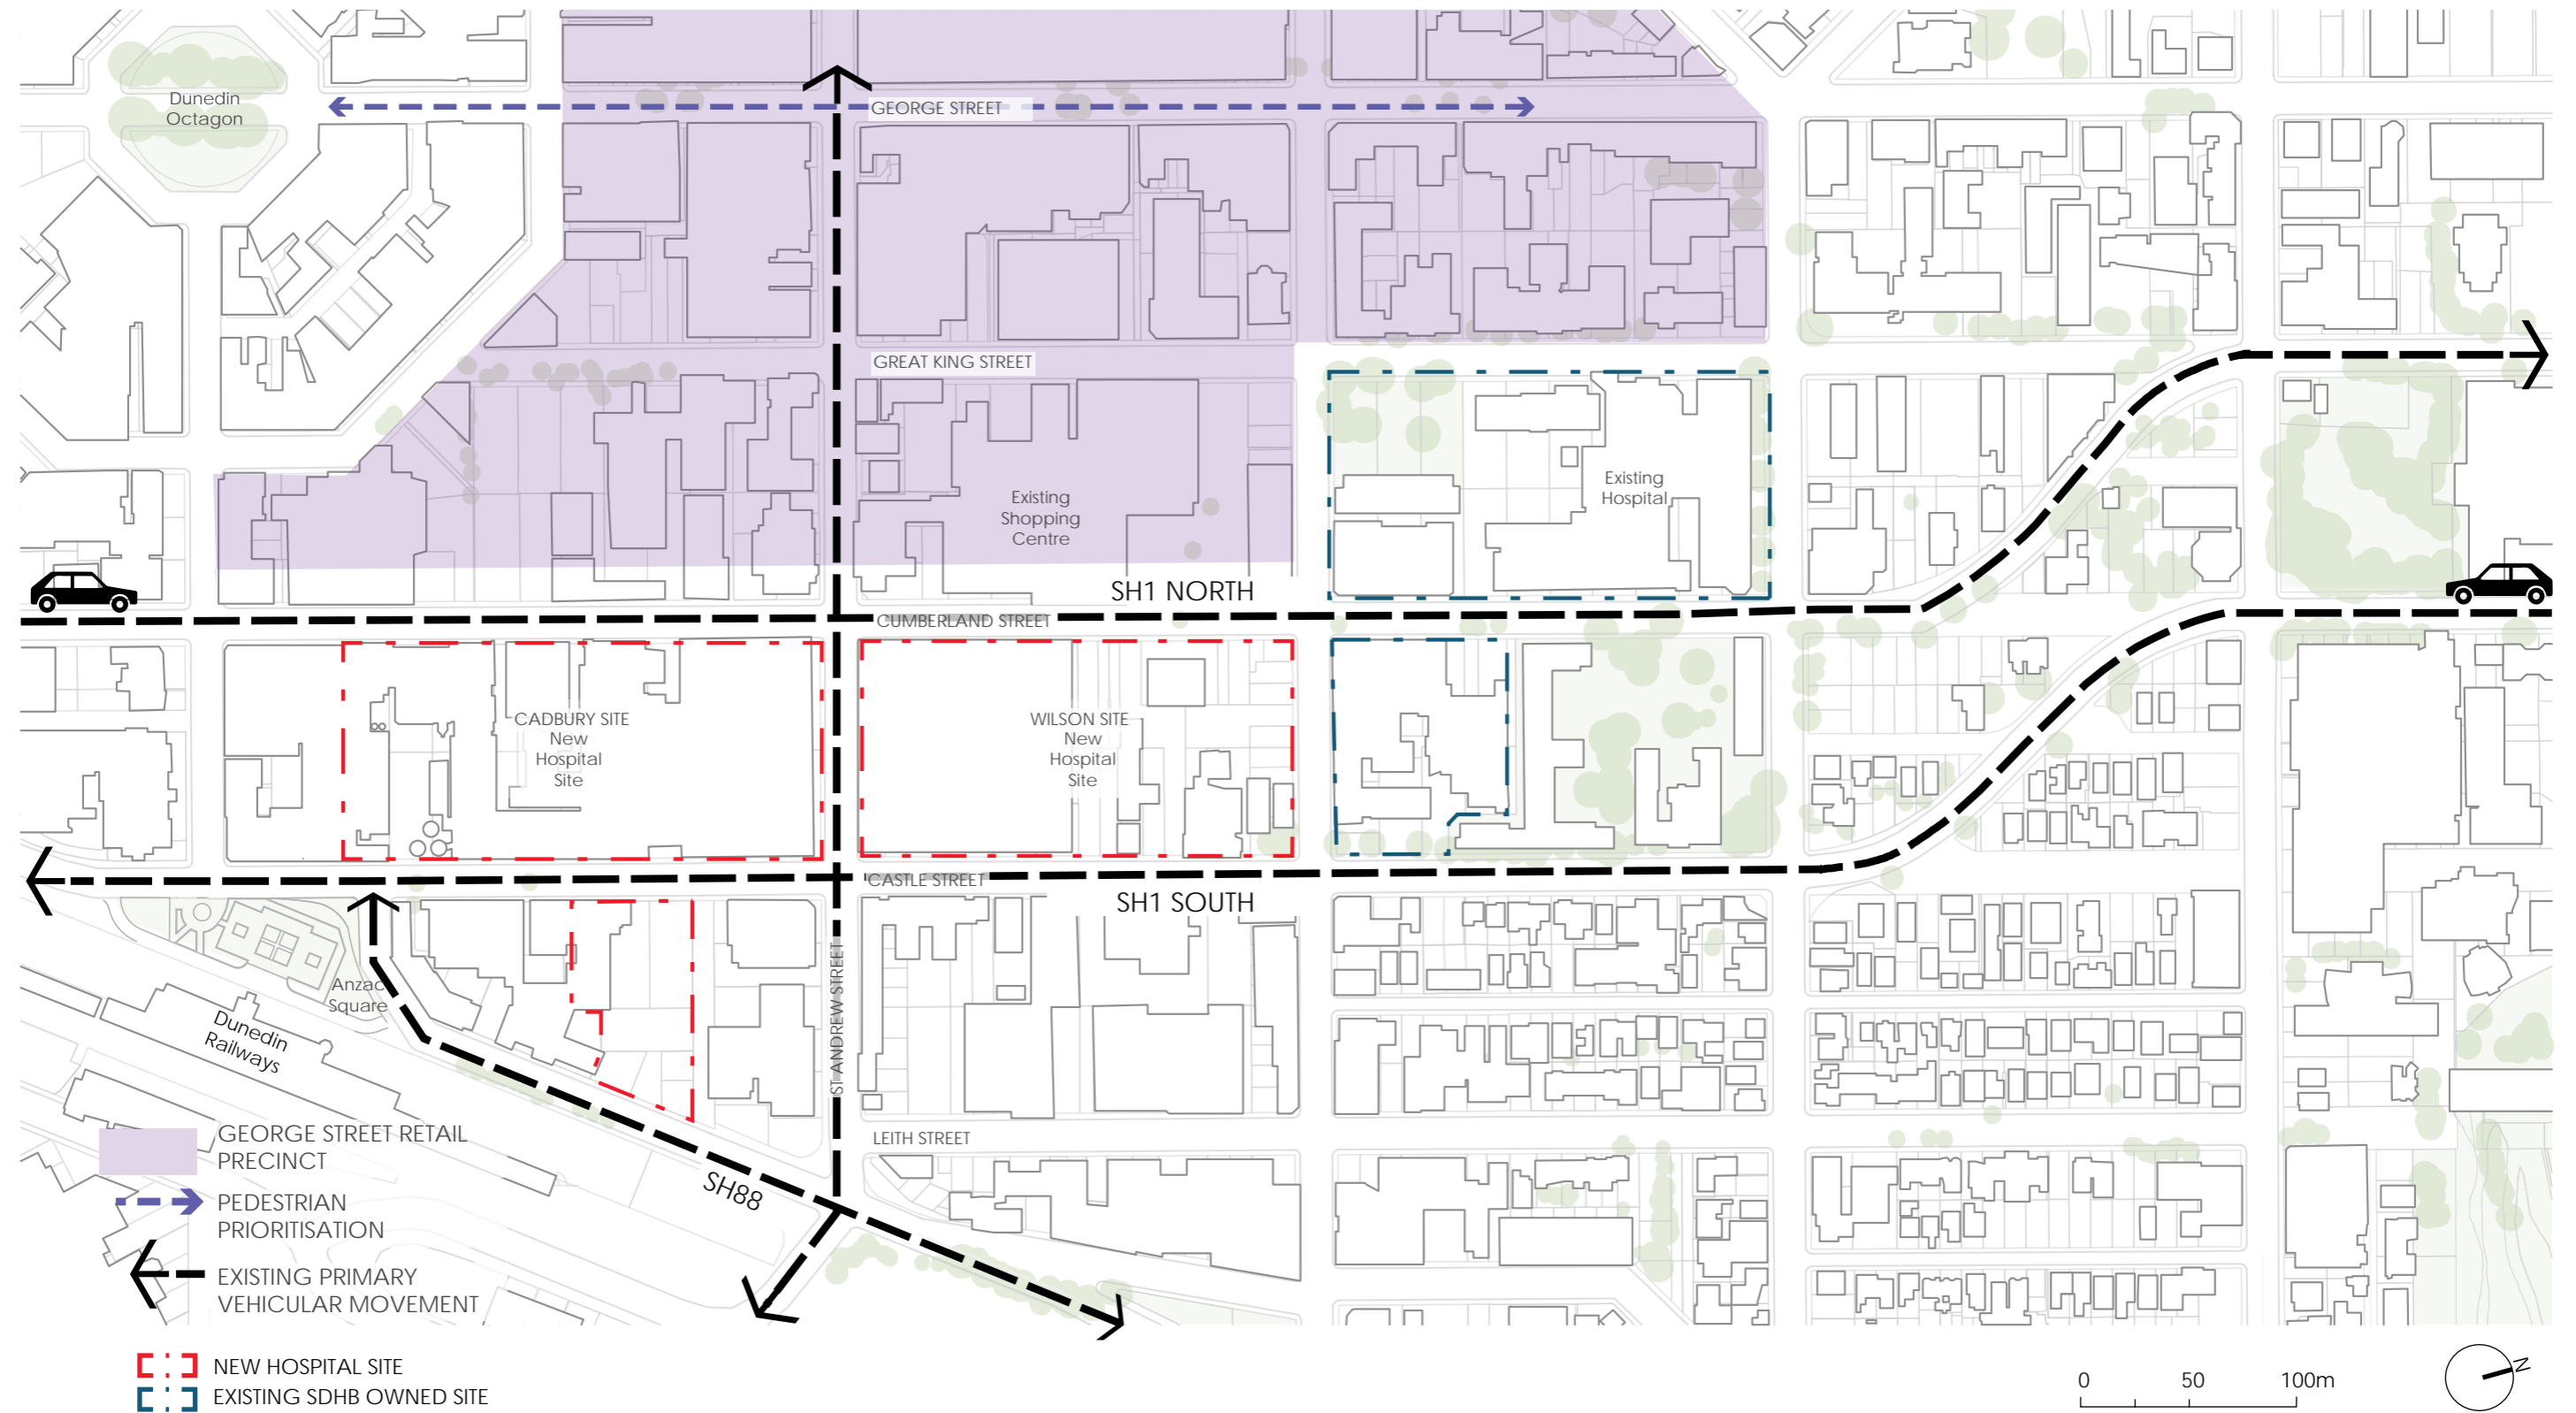 Dunedin
Octagon
GEORGE STREET
GREAT KING STREET
Existing
Shopping
Centre
Existing
Hospital
SH1 NORTH
CUMBERLAND STREET
CADBURY SITE
New
Hospital
Site
WILSON SITE
New
Hospital
Site
CASTLE STREET
SH1 SOUTH
ST ANDREW STREET
Anzac
Square
Dunedin
Railways
LEITH STREET
SH88
GEORGE STREET RETAIL
PRECINCT
PEDESTRIAN
PRIORITISATION
EXISTING PRIMARY
VEHICULAR MOVEMENT
NEW HOSPITAL SITE
EXISTING SDHB OWNED SITE
0 50 100m
N